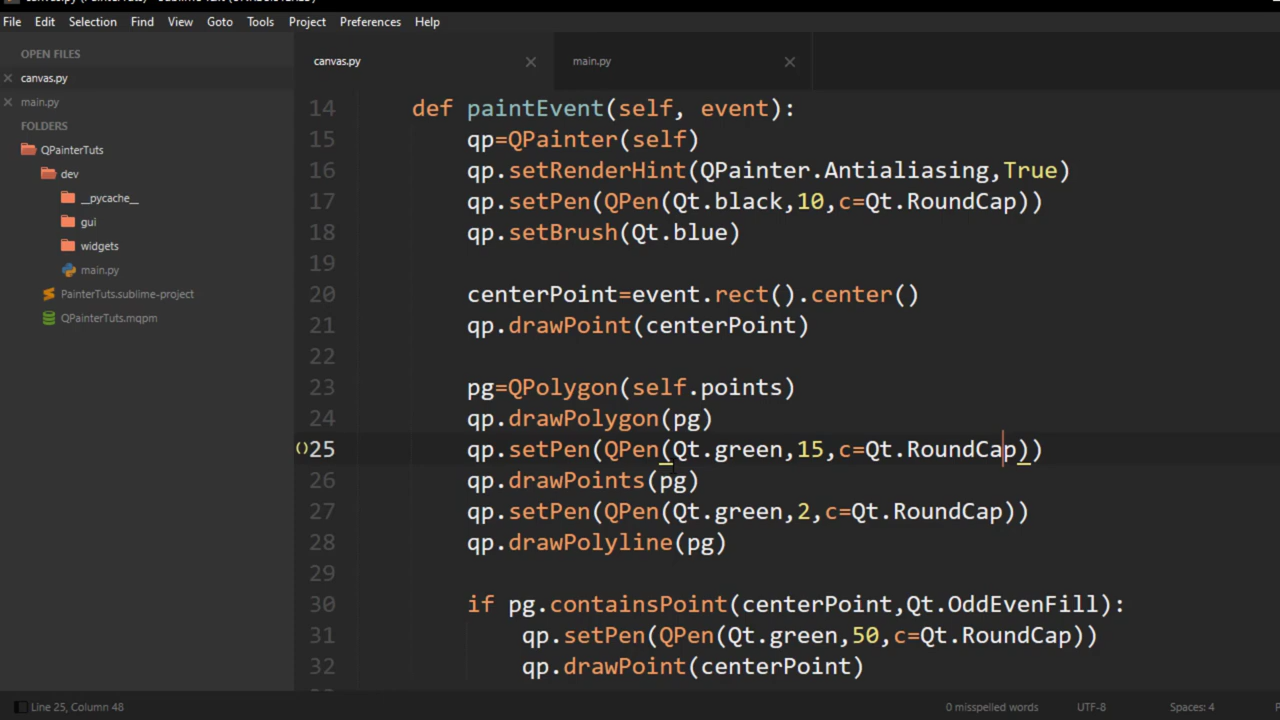 File Edit Selection Find View Goto Tools Project Preferences Help
OPEN FILES
canvas.py
main.py
FOLDERS
QPainterTuts
dev
__pycache__
gui
widgets
main.py
PainterTuts.sublime-project
QPainterTuts.mqpm
canvas.py main.py
14 def paintEvent(self, event):
15 qp=QPainter(self)
16 qp.setRenderHint(QPainter.Antialiasing,True)
17 qp.setPen(QPen(Qt.black,10,c=Qt.RoundCap))
18 qp.setBrush(Qt.blue)
19
20 centerPoint=event.rect().center()
21 qp.drawPoint(centerPoint)
22
23 pg=QPolygon(self.points)
24 qp.drawPolygon(pg)
()25 qp.setPen(QPen(Qt.green,15,c=Qt.RoundCap))
26 qp.drawPoints(pg)
27 qp.setPen(QPen(Qt.green,2,c=Qt.RoundCap))
28 qp.drawPolyline(pg)
29
30 if pg.containsPoint(centerPoint,Qt.OddEvenFill):
31 qp.setPen(QPen(Qt.green,50,c=Qt.RoundCap))
32 qp.drawPoint(centerPoint)
Line 25, Column 48 0 misspelled words UTF-8 Spaces: 4